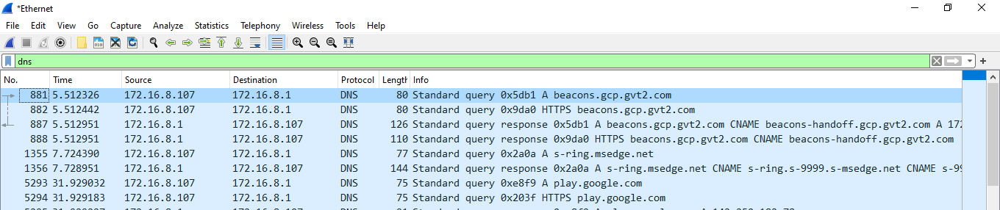 *Ethernet
File Edit View Go Capture Analyze Statistics Telephony Wireless Tools Help
dns
No. Time Source Destination Protocol Length Info
881 5.512326 172.16.8.107 172.16.8.1 DNS 80 Standard query 0x5db1 A beacons.gcp.gvt2.com
882 5.512442 172.16.8.107 172.16.8.1 DNS 80 Standard query 0x9da0 HTTPS beacons.gcp.gvt2.com
887 5.512951 172.16.8.1 172.16.8.107 DNS 126 Standard query response 0x5db1 A beacons.gcp.gvt2.com CNAME beacons-handoff.gcp.gvt2.com A 172
888 5.512951 172.16.8.1 172.16.8.107 DNS 110 Standard query response 0x9da0 HTTPS beacons.gcp.gvt2.com CNAME beacons-handoff.gcp.gvt2.com
1355 7.724390 172.16.8.107 172.16.8.1 DNS 77 Standard query 0x2a0a A s-ring.msedge.net
1356 7.728951 172.16.8.1 172.16.8.107 DNS 144 Standard query response 0x2a0a A s-ring.msedge.net CNAME s-ring.s-9999.s-msedge.net CNAME s-99
5293 31.929032 172.16.8.107 172.16.8.1 DNS 75 Standard query 0xe8f9 A play.google.com
5294 31.929183 172.16.8.107 172.16.8.1 DNS 75 Standard query 0x203f HTTPS play.google.com